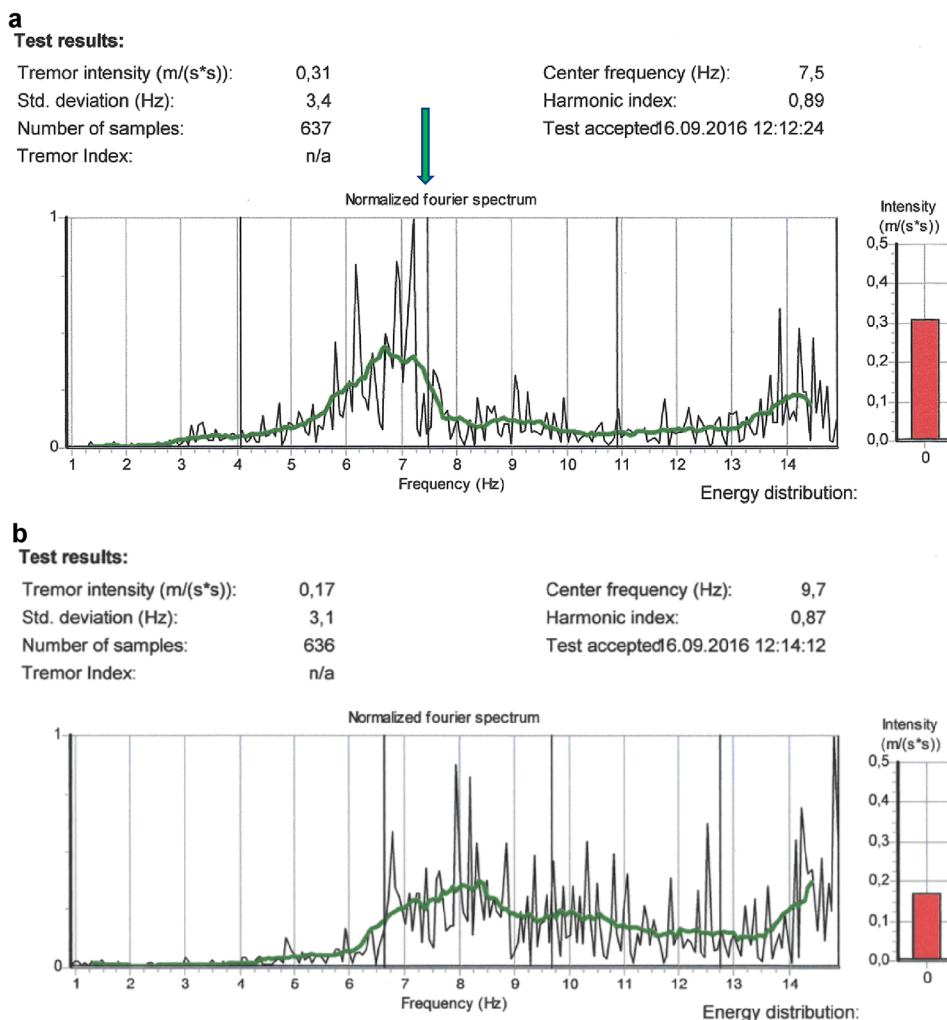 a
Test results:
Tremor intensity (m/(s*s)): 0,31 Center frequency (Hz): 7,5
Std. deviation (Hz): 3,4 Harmonic index: 0,89
Number of samples: 637 Test accepted16.09.2016 12:12:24
Tremor Index: n/a
Normalized fourier spectrum
Intensity
(m/(s*s))
1
0
0,5
0,4
0,3
0,2
0,1
0,0
1 2 3 4 5 6 7 8 9 10 11 12 13 14
0
Frequency (Hz)
Energy distribution:
b
Test results:
Tremor intensity (m/(s*s)): 0,17 Center frequency (Hz): 9,7
Std. deviation (Hz): 3,1 Harmonic index: 0,87
Number of samples: 636 Test accepted16.09.2016 12:14:12
Tremor Index: n/a
Normalized fourier spectrum
Intensity
(m/(s*s))
1
0
0,5
0,4
0,3
0,2
0,1
0,0
1 2 3 4 5 6 7 8 9 10 11 12 13 14
0
Frequency (Hz)
Energy distribution: